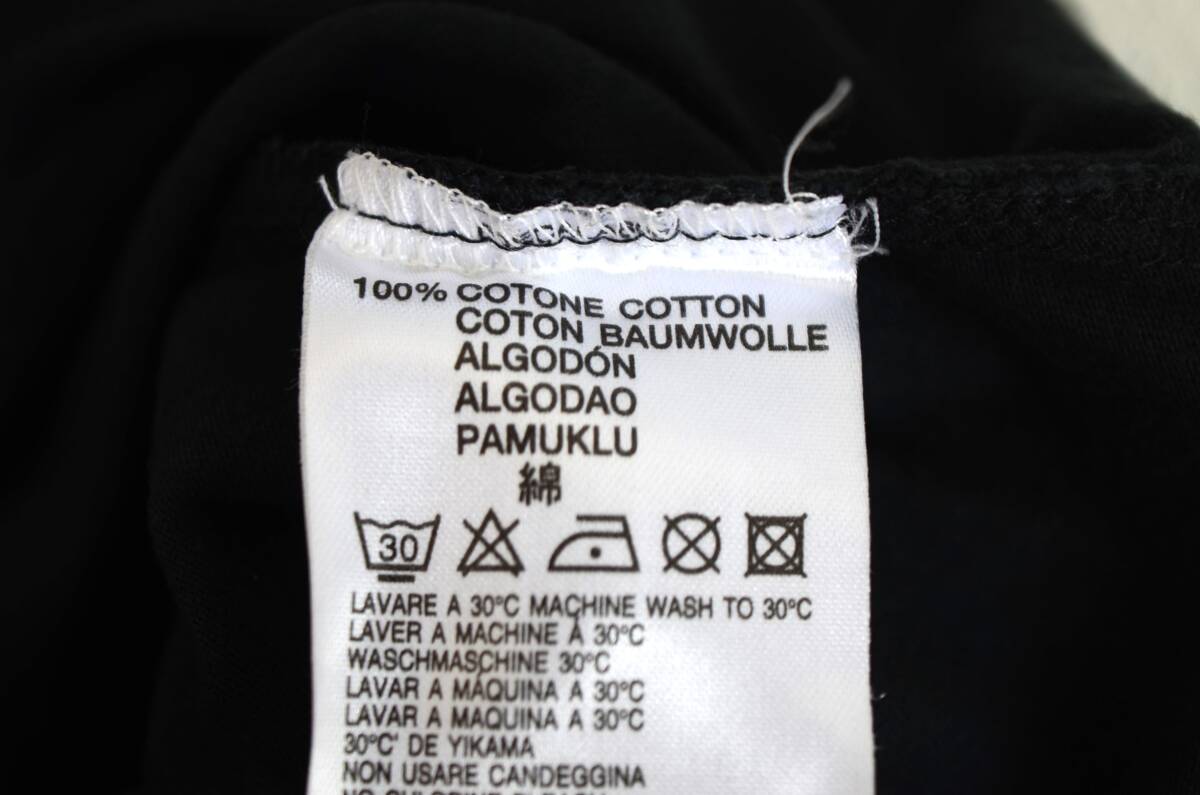 100% COTONE COTTON
COTON BAUMWOLLE
ALGODÓN
ALGODAO
PAMUKLU
綿
30
LAVARE A 30°C MACHINE WASH TO 30°C
LAVER A MACHINE À 30°C
WASCHMASCHINE 30°C
LAVAR A MÁQUINA A 30°C
LAVAR A MAQUINA A 30°C
30°C' DE YIKAMA
NON USARE CANDEGGINA